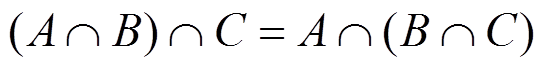 (A ∩ B) ∩ C = A ∩ (B ∩ C)